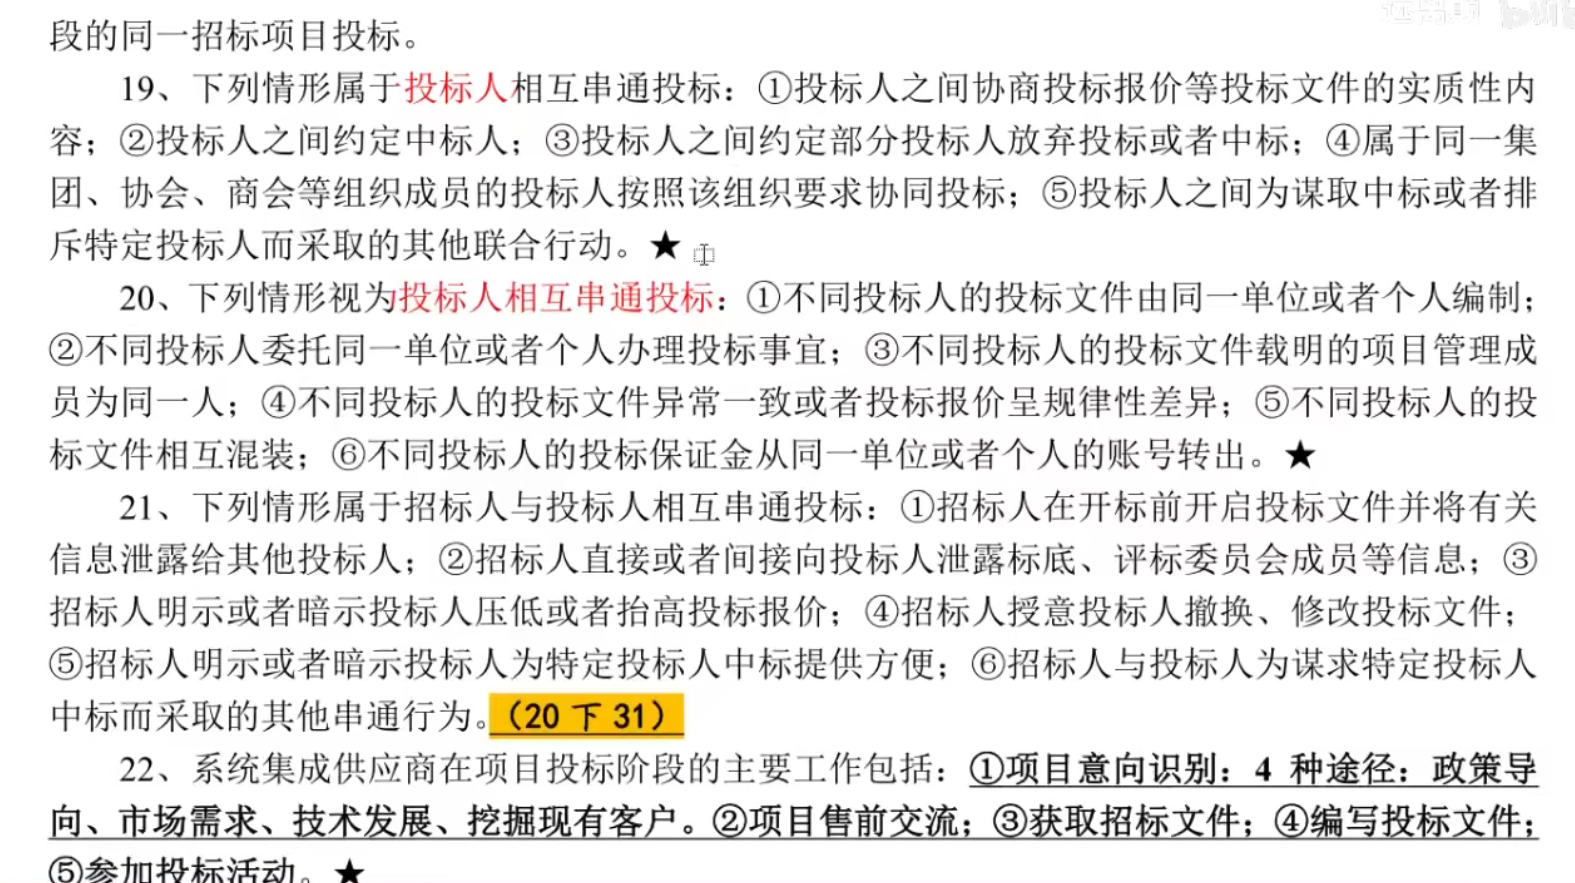 段的同一招标项目投标。
19、下列情形属于投标人相互串通投标：①投标人之间协商投标报价等投标文件的实质性内
容；②投标人之间约定中标人；③投标人之间约定部分投标人放弃投标或者中标；④属于同一集
团、协会、商会等组织成员的投标人按照该组织要求协同投标；⑤投标人之间为谋取中标或者排
斥特定投标人而采取的其他联合行动。★
20、下列情形视为投标人相互串通投标：①不同投标人的投标文件由同一单位或者个人编制；
②不同投标人委托同一单位或者个人办理投标事宜；③不同投标人的投标文件载明的项目管理成
员为同一人；④不同投标人的投标文件异常一致或者投标报价呈规律性差异；⑤不同投标人的投
标文件相互混装；⑥不同投标人的投标保证金从同一单位或者个人的账号转出。★
21、下列情形属于招标人与投标人相互串通投标：①招标人在开标前开启投标文件并将有关
信息泄露给其他投标人；②招标人直接或者间接向投标人泄露标底、评标委员会成员等信息；③
招标人明示或者暗示投标人压低或者抬高投标报价；④招标人授意投标人撤换、修改投标文件；
⑤招标人明示或者暗示投标人为特定投标人中标提供方便；⑥招标人与投标人为谋求特定投标人
中标而采取的其他串通行为。（20 下 31）
22、系统集成供应商在项目投标阶段的主要工作包括：①项目意向识别：4 种途径：政策导
向、市场需求、技术发展、挖掘现有客户。②项目售前交流；③获取招标文件；④编写投标文件；
⑤参加投标活动。★